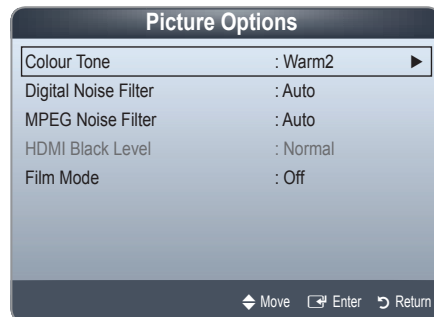 Picture Options
Colour Tone : Warm2 ►
Digital Noise Filter : Auto
MPEG Noise Filter : Auto
HDMI Black Level : Normal
Film Mode : Off
Move Enter Return